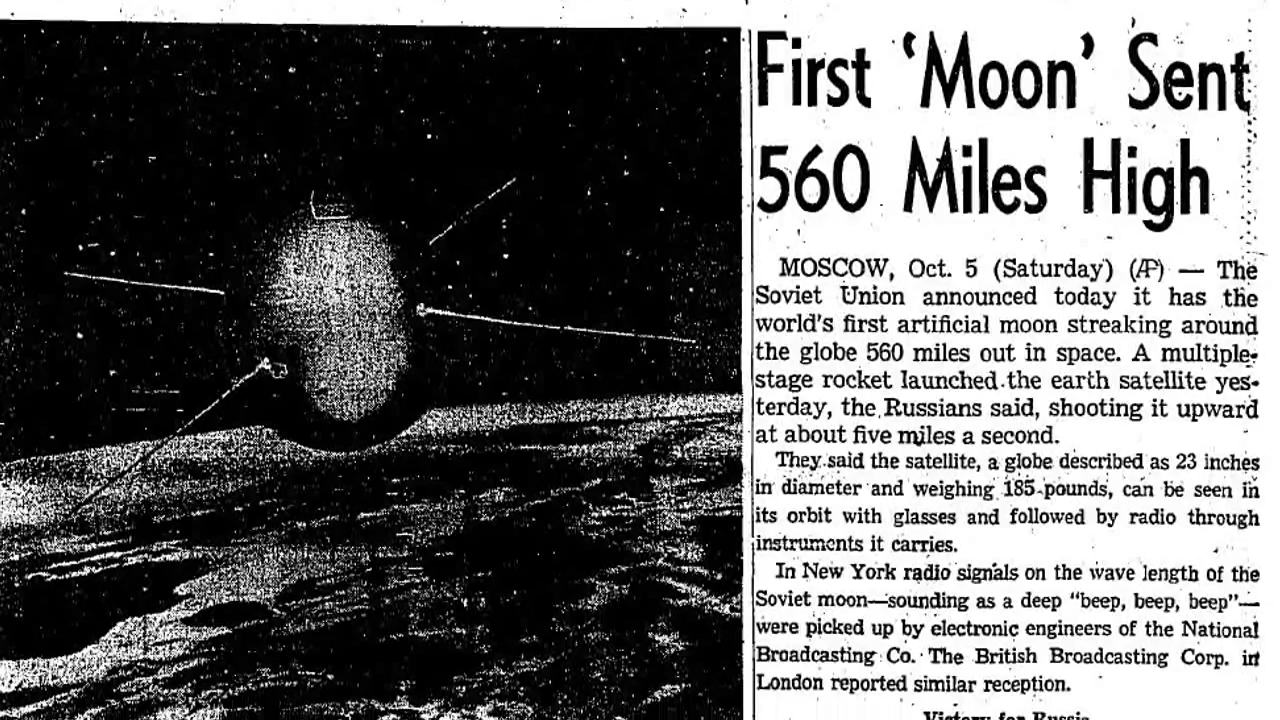 First ‘Moon’ Sent
560 Miles High
MOSCOW, Oct. 5 (Saturday) (AP) — The
Soviet Union announced today it has the
world's first artificial moon streaking around
the globe 560 miles out in space. A multiple-
stage rocket launched the earth satellite yes-
terday, the Russians said, shooting it upward
at about five miles a second.
They said the satellite, a globe described as 23 inches
in diameter and weighing 185 pounds, can be seen in
its orbit with glasses and followed by radio through
instruments it carries.
In New York radio signals on the wave length of the
Soviet moon—sounding as a deep "beep, beep, beep"—
were picked up by electronic engineers of the National
Broadcasting Co. The British Broadcasting Corp. in
London reported similar reception.
Victory for Russia